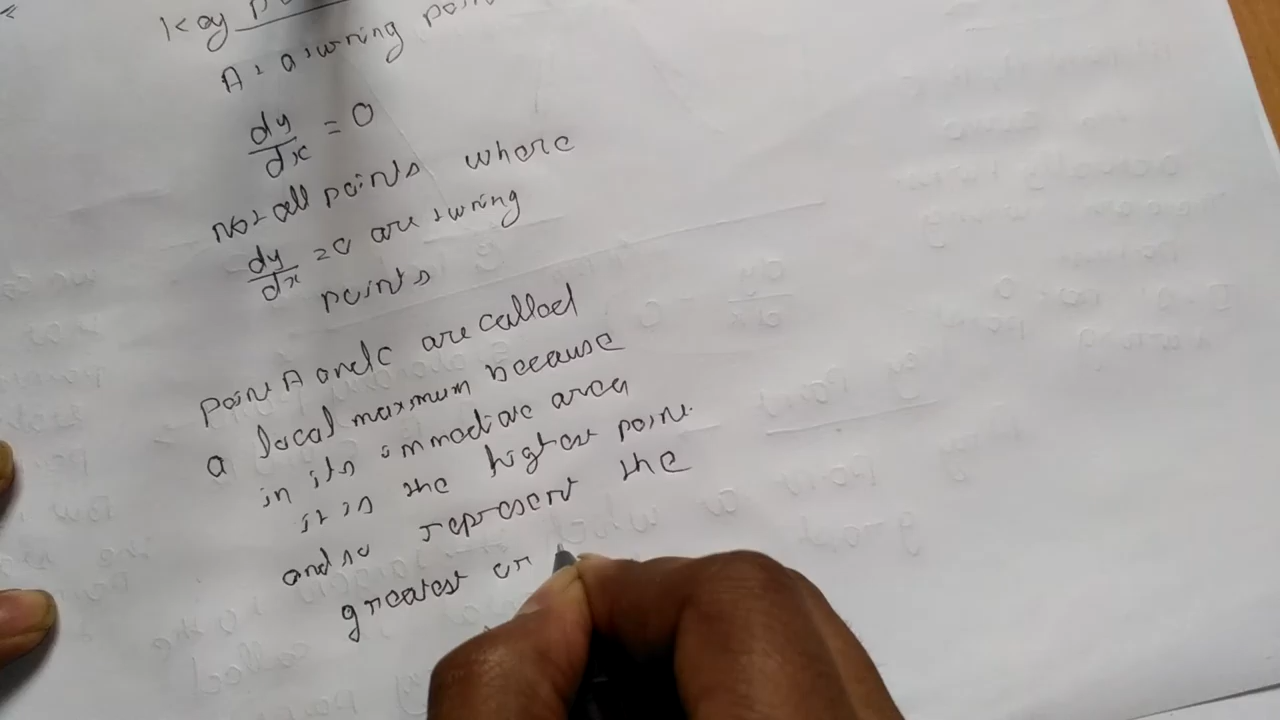 Key
A, a turning point
dy/dx = 0
Not all points where
dy/dx = 0 are turning
points
Point A and C are called
a local maximum because
in its immediate area
it is the highest point
and so represent the
greatest or